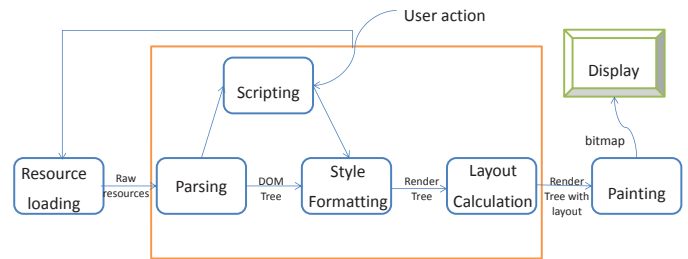 User action
Scripting
Display
bitmap
Resource
loading
Raw
resources
Parsing
DOM
Tree
Style
Formatting
Render
Tree
Layout
Calculation
Render
Tree with
layout
Painting